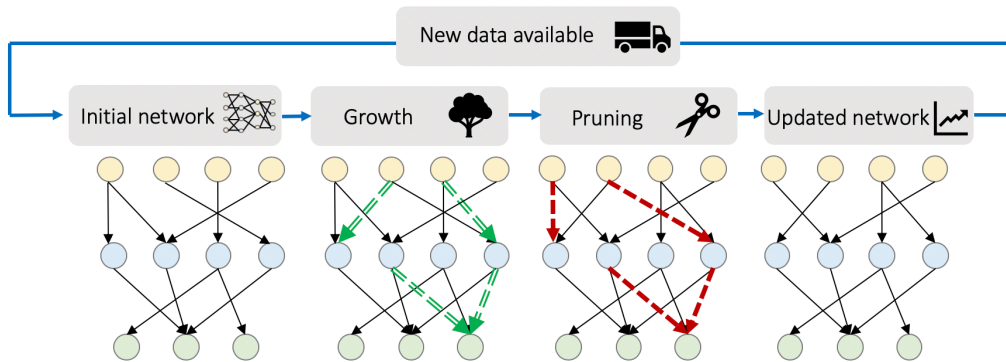 New data available
Initial network
Growth
Pruning
Updated network